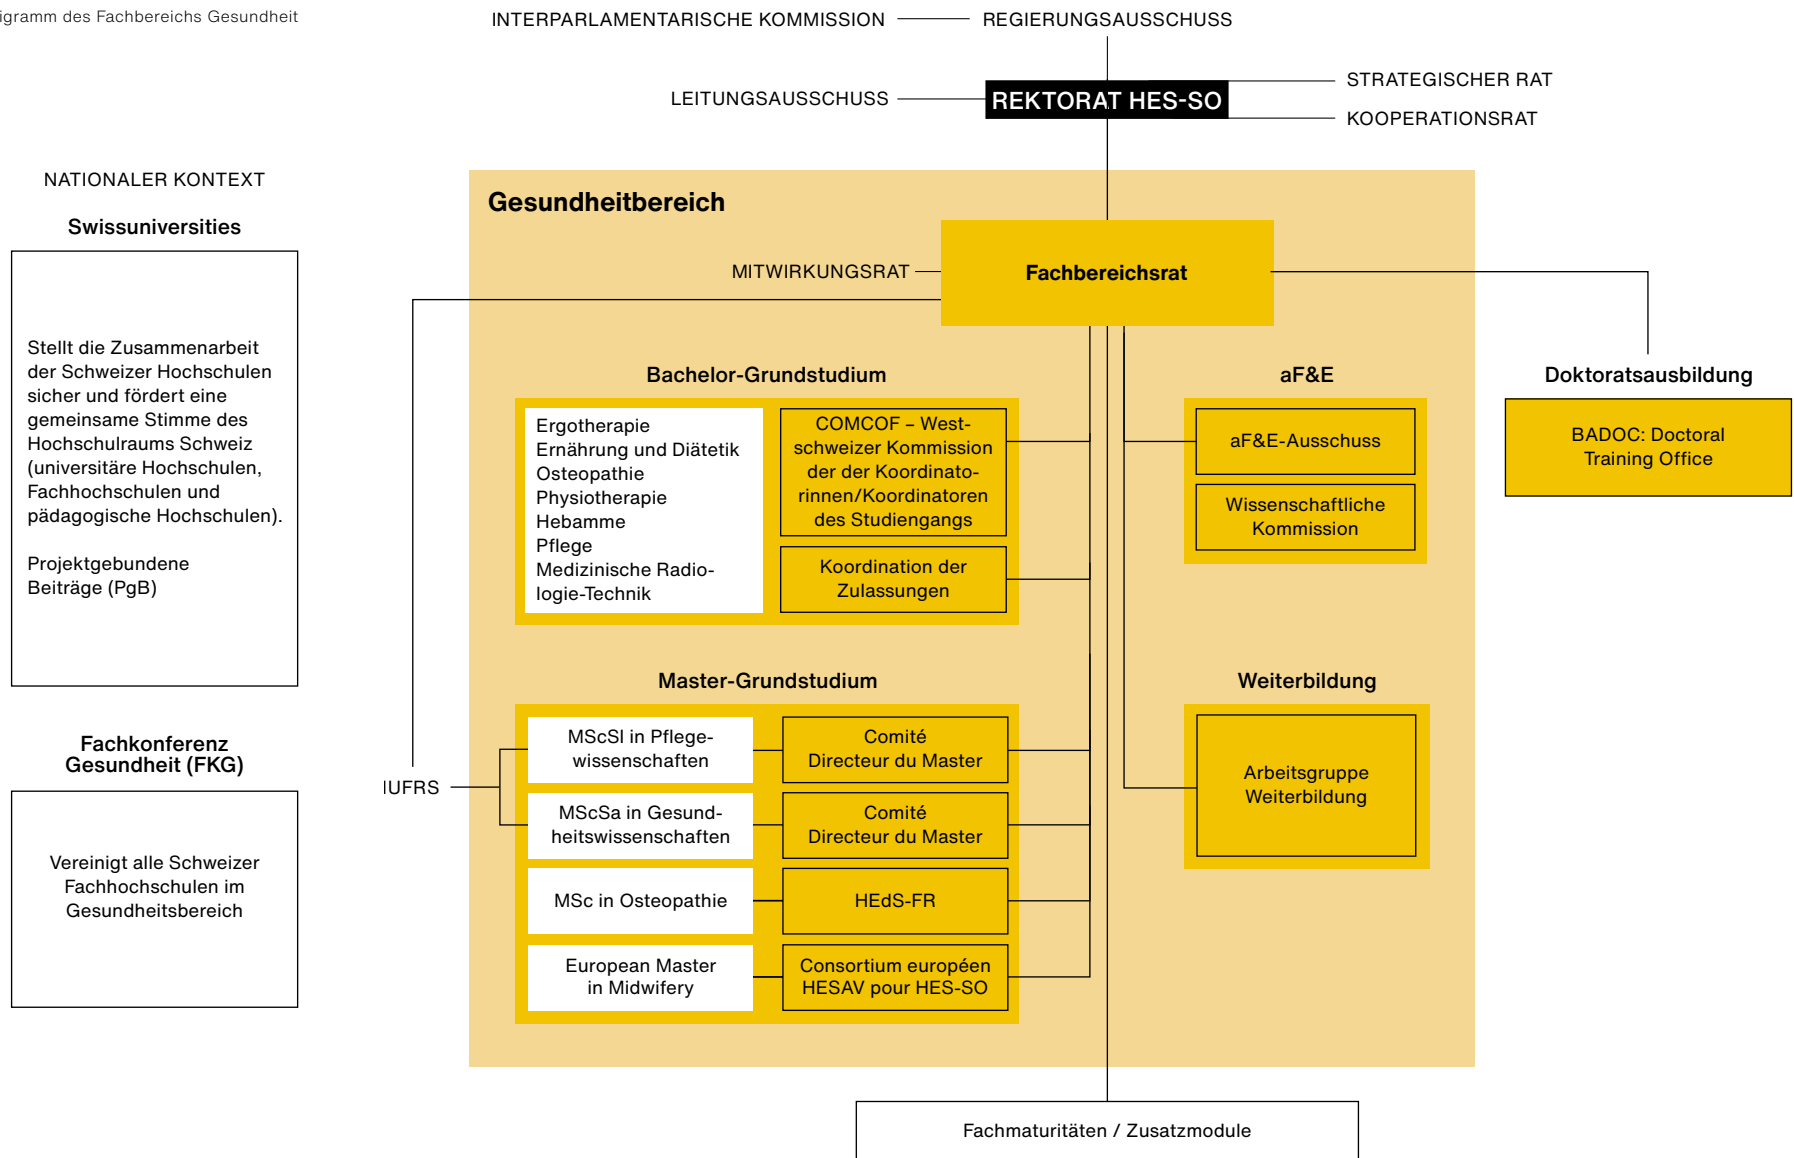 igramm des Fachbereichs Gesundheit
INTERPARLAMENTARISCHE KOMMISSION
REGIERUNGSAUSSCHUSS
LEITUNGSAUSSCHUSS
REKTORAT HES-SO
STRATEGISCHER RAT
KOOPERATIONSRAT
NATIONALER KONTEXT
Swissuniversities
Stellt die Zusammenarbeit
der Schweizer Hochschulen
sicher und fördert eine
gemeinsame Stimme des
Hochschulraums Schweiz
(universitäre Hochschulen,
Fachhochschulen und
pädagogische Hochschulen).
Projektgebundene
Beiträge (PgB)
Fachkonferenz
Gesundheit (FKG)
Vereinigt alle Schweizer
Fachhochschulen im
Gesundheitsbereich
Gesundheitbereich
MITWIRKUNGSRAT
Fachbereichsrat
Bachelor-Grundstudium
Ergotherapie
Ernährung und Diätetik
Osteopathie
Physiotherapie
Hebamme
Pflege
Medizinische Radio-
logie-Technik
COMCOF – West-
schweizer Kommission
der der Koordinato-
rinnen/Koordinatoren
des Studiengangs
Koordination der
Zulassungen
aF&E
aF&E-Ausschuss
Wissenschaftliche
Kommission
Doktoratsausbildung
BADOC: Doctoral
Training Office
Master-Grundstudium
IUFRS
MScSI in Pflege-
wissenschaften
Comité
Directeur du Master
MScSa in Gesund-
heitswissenschaften
Comité
Directeur du Master
MSc in Osteopathie
HEdS-FR
European Master
in Midwifery
Consortium européen
HESAV pour HES-SO
Weiterbildung
Arbeitsgruppe
Weiterbildung
Fachmaturitäten / Zusatzmodule